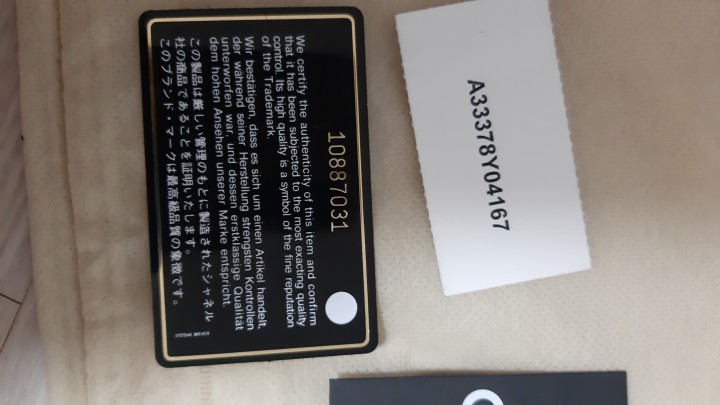 10887031
We certify the authenticity of this item and confirm
that it has been subjected to the most exacting quality
control. Its high quality is a symbol of the fine reputation
of the Trademark.
Wir bestätigen, dass es sich um einen Artikel handelt,
der während seiner Herstellung strengsten Kontrollen
unterworfen war, und dessen erstklassige Qualität
dem hohen Ansehen unserer Marke entspricht.
この製品は厳しい管理のもとに製造されたシャネル
社の商品であることを証明いたします。
このブランド・マークは最高級品質の象徴です。
A33378Y04167